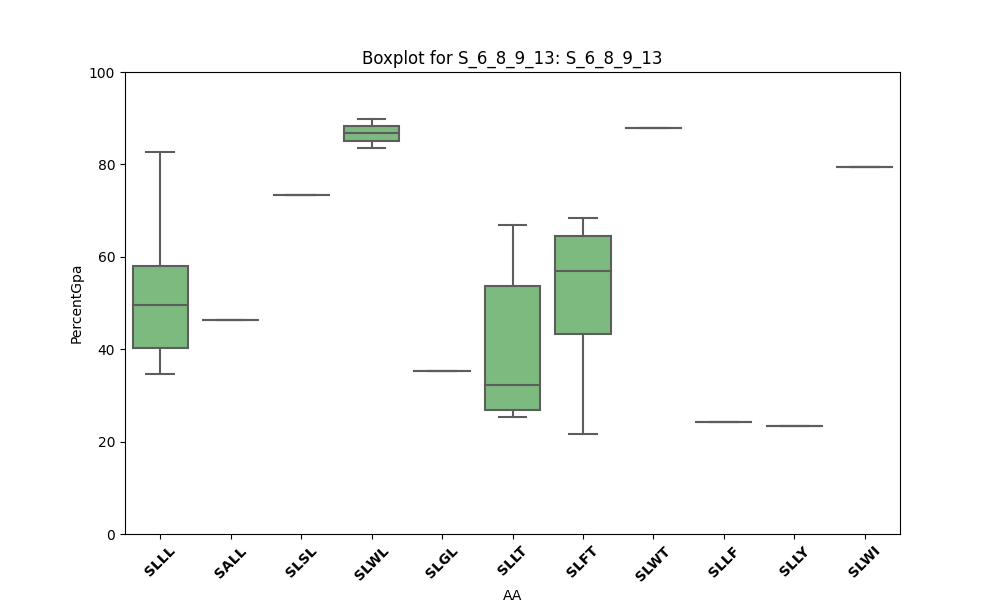 Boxplot for S_6_8_9_13: S_6_8_9_13
PercentGpa
100
80
60
40
20
0
SLLL SALL SLSL SLWL SLGL SLLT SLFT SLWT SLLF SLLY SLWI
AA